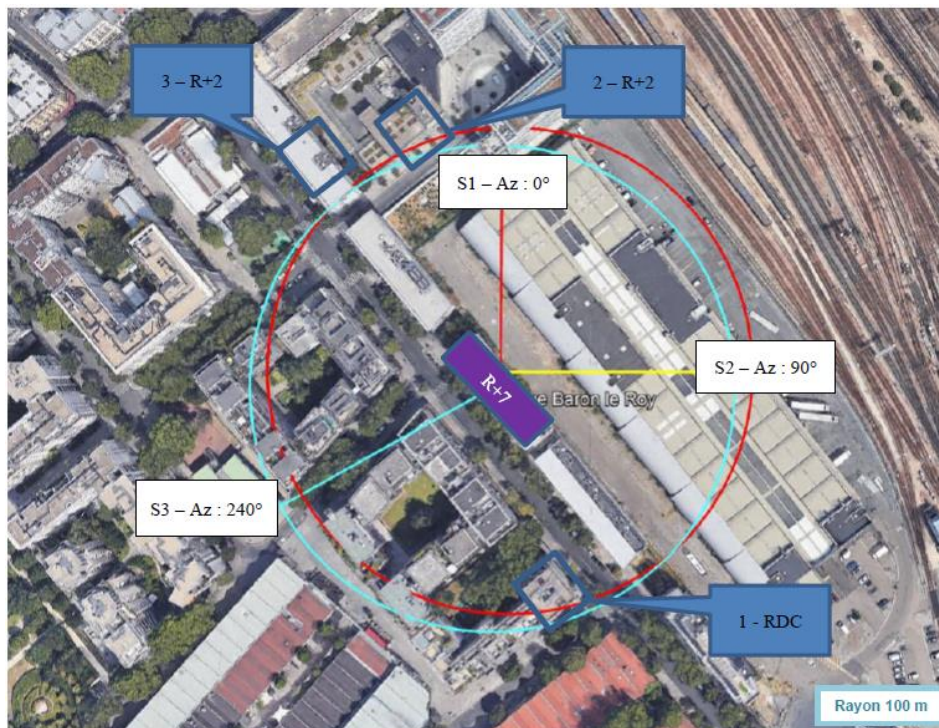 3 – R+2
2 – R+2
S1 – Az : 0°
S2 – Az : 90°
R+7
Baron le Roy
S3 – Az : 240°
1 - RDC
Rayon 100 m